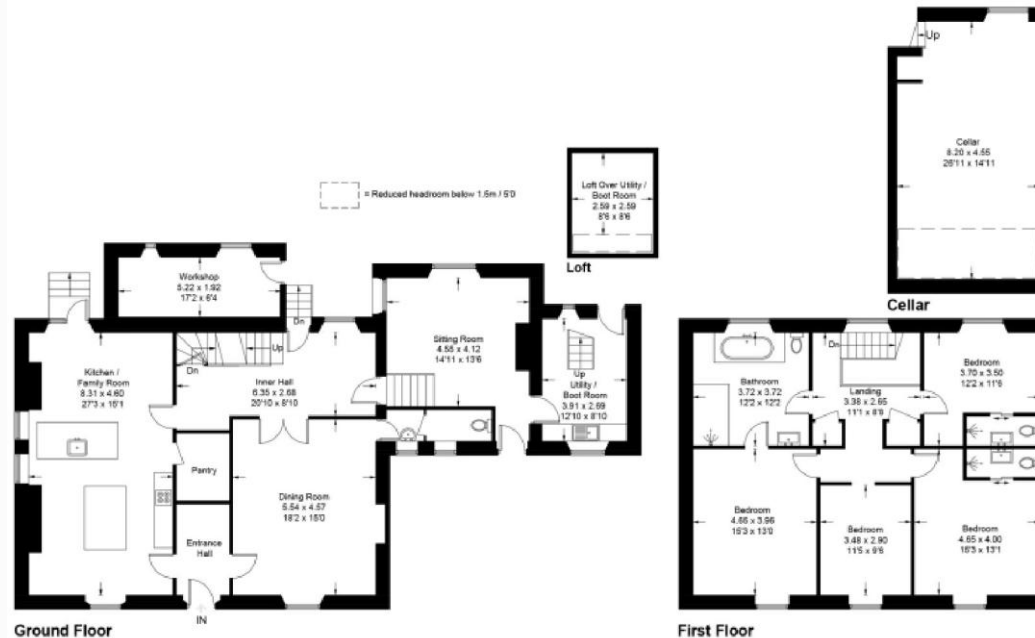 Up
Cellar
8.20 x 4.55
26'11 x 14'11
Cellar
= Reduced headroom below 1.5m / 5'0
Loft Over Utility /
Boot Room
2.59 x 2.59
8'6 x 8'6
Loft
Workshop
5.22 x 1.92
17'2 x 6'4
Dn
Up
Dn
Kitchen /
Family Room
8.31 x 4.60
27'3 x 15'1
Inner Hall
6.35 x 2.68
20'10 x 8'10
Sitting Room
4.55 x 4.12
14'11 x 13'6
Up
Utility /
Boot Room
3.91 x 2.69
12'10 x 8'10
Pantry
Dining Room
5.54 x 4.57
18'2 x 15'0
Entrance
Hall
IN
Ground Floor
Dn
Bathroom
3.72 x 3.72
12'2 x 12'2
Landing
3.38 x 2.65
11'1 x 8'8
Bedroom
3.70 x 3.50
12'2 x 11'6
Bedroom
4.65 x 3.96
15'3 x 13'0
Bedroom
3.48 x 2.90
11'5 x 9'6
Bedroom
4.65 x 4.00
15'3 x 13'1
First Floor